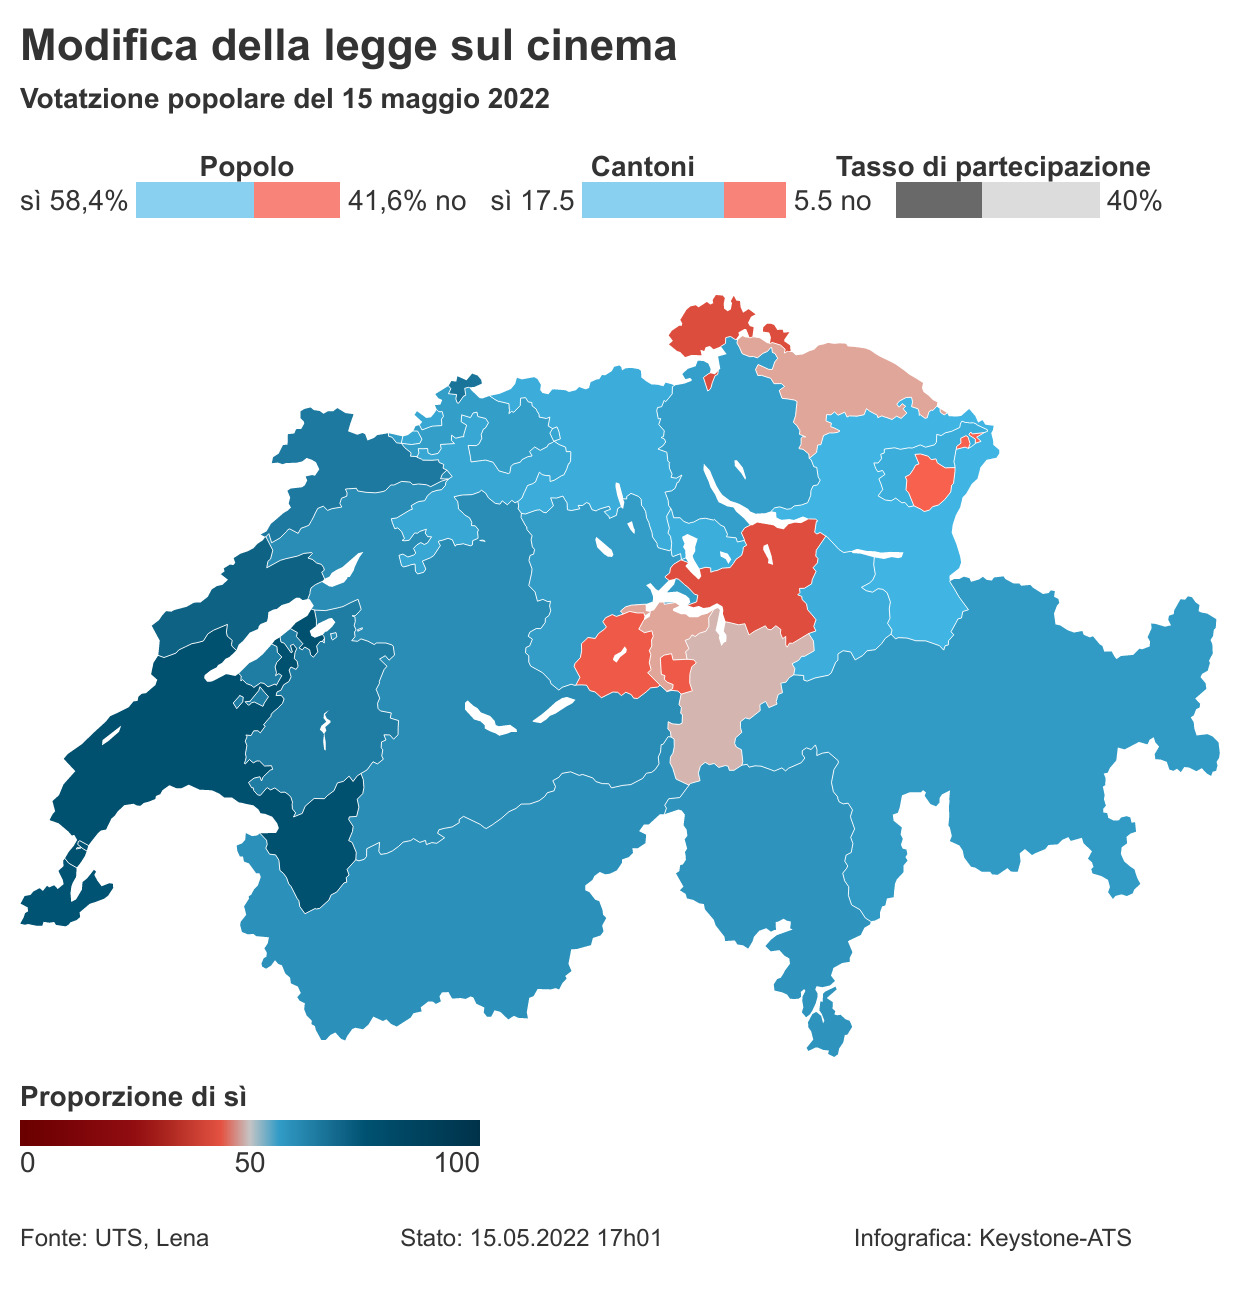 Modifica della legge sul cinema
Votatzione popolare del 15 maggio 2022
Popolo Cantoni Tasso di partecipazione
sì 58,4% 41,6% no sì 17.5 5.5 no 40%
Proporzione di sì
0 50 100
Fonte: UTS, Lena Stato: 15.05.2022 17h01 Infografica: Keystone-ATS